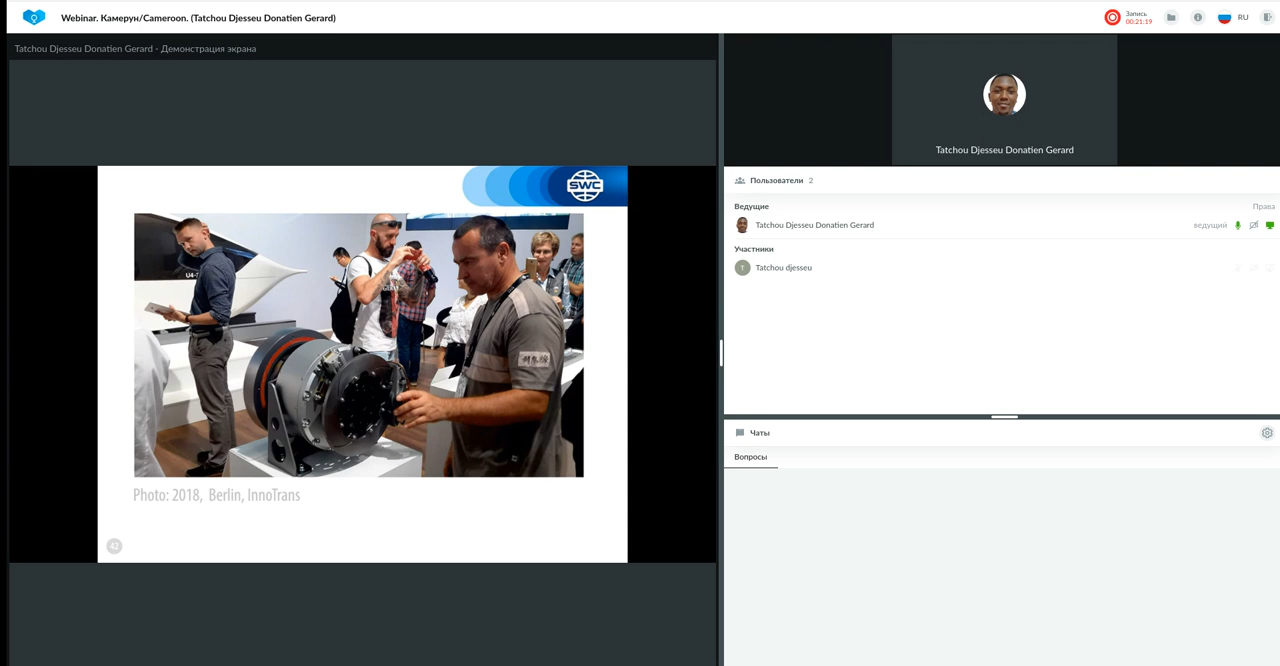 Webinar. Камерун/Cameroon. (Tatchou Djesseu Donatien Gerard)
Запись
00:21:19
RU
Tatchou Djesseu Donatien Gerard - Демонстрация экрана
SWC
U4-
Photo: 2018, Berlin, InnoTrans
42
Tatchou Djesseu Donatien Gerard
Пользователи 2
Ведущие Права
Tatchou Djesseu Donatien Gerard ведущий
Участники
T Tatchou djesseu
Чаты
Вопросы